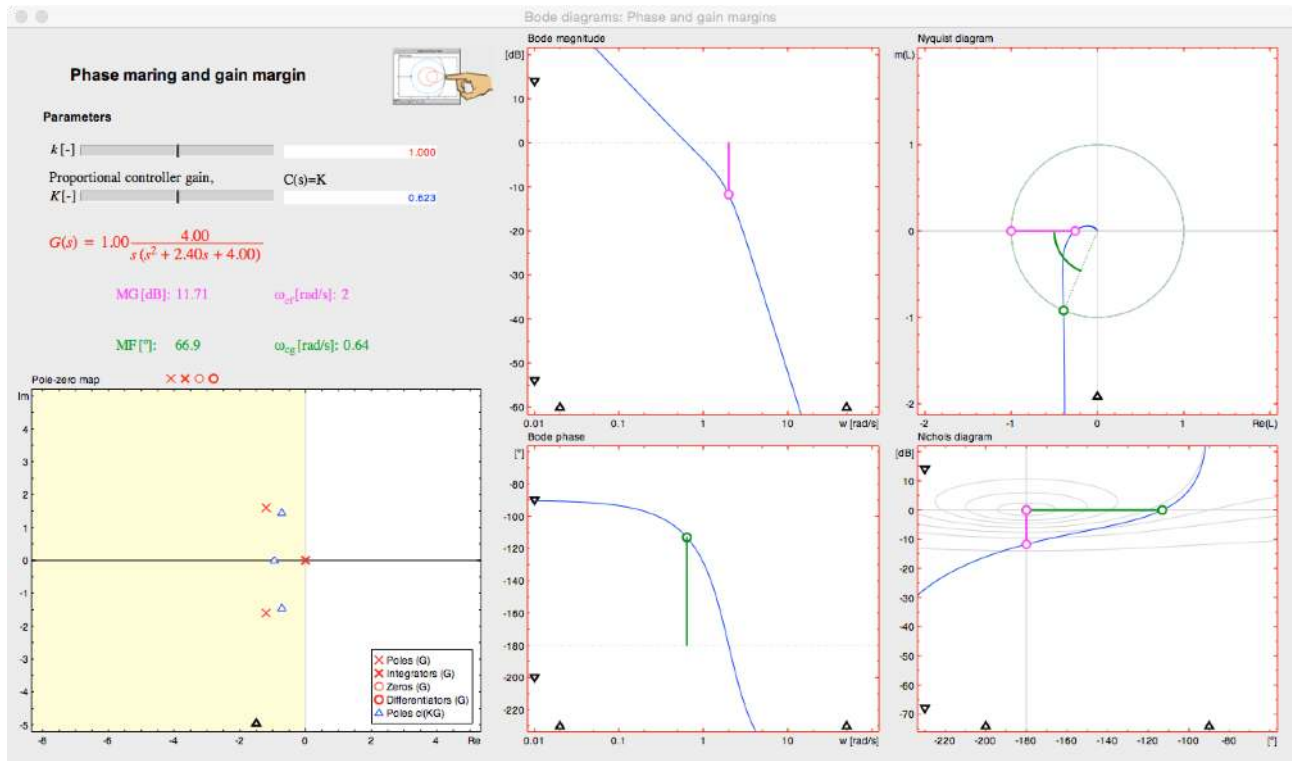 Bode diagrams: Phase and gain margins
Phase maring and gain margin
Parameters
k [-] 1.000
Proportional controller gain, C(s)=K
K [-] 0.623
G(s) = 1.00 4.00 / s (s² + 2.40s + 4.00)
MG [dB]: 11.71 ω_cf [rad/s]: 2
MF [º]: 66.9 ω_cg [rad/s]: 0.64
Pole-zero map
Im
4
3
2
1
0
-1
-2
-3
-4
-5
-8 -6 -4 -2 0 2 4 Re
Poles (G)
Integrators (G)
Zeros (G)
Differentiators (G)
Poles cl(KG)
Bode magnitude
[dB]
10
0
-10
-20
-30
-40
-50
-60
0.01 0.1 1 10 w [rad/s]
Bode phase
[°]
-80
-100
-120
-140
-160
-180
-200
-220
0.01 0.1 1 10 w [rad/s]
Nyquist diagram
m(L)
1
0
-1
-2
-2 -1 0 1 Re(L)
Nichols diagram
[dB]
10
0
-10
-20
-30
-40
-50
-60
-70
-220 -200 -180 -160 -140 -120 -100 -80 [°]